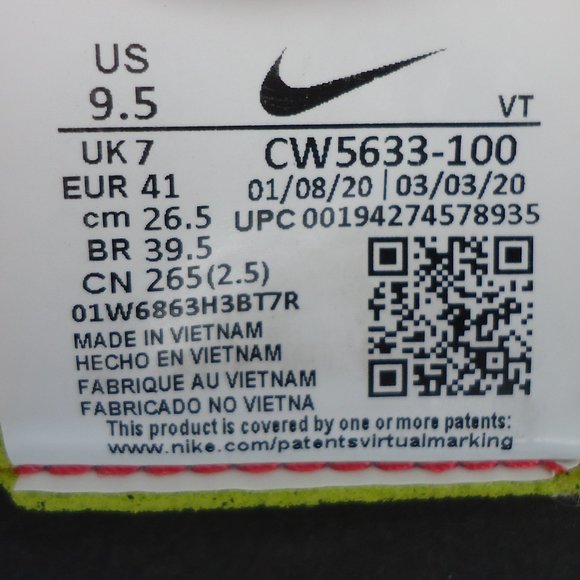 US
9.5
VT
UK 7
CW5633-100
EUR 41
01/08/20 | 03/03/20
cm 26.5
UPC 00194274578935
BR 39.5
CN 265(2.5)
01W6863H3BT7R
MADE IN VIETNAM
HECHO EN VIETNAM
FABRIQUE AU VIETNAM
FABRICADO NO VIETNA
This product is covered by one or more patents:
www.nike.com/patentsvirtualmarking